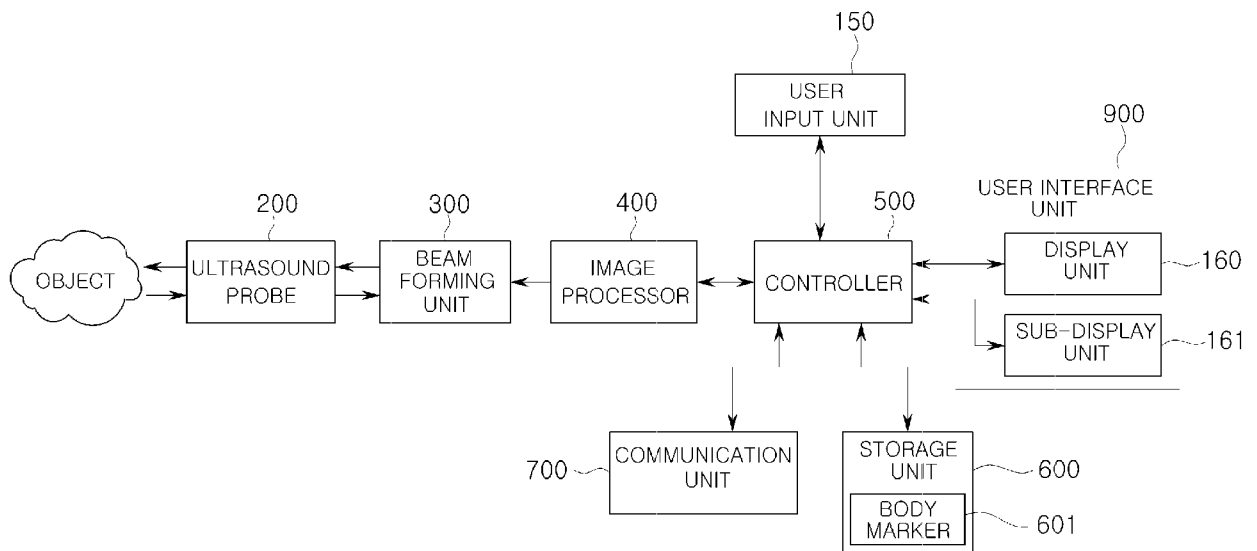 150
USER
INPUT UNIT
900
USER INTERFACE
UNIT
200
300
400
500
OBJECT
ULTRASOUND
PROBE
BEAM
FORMING
UNIT
IMAGE
PROCESSOR
CONTROLLER
DISPLAY
UNIT
160
SUB-DISPLAY
UNIT
161
700
COMMUNICATION
UNIT
STORAGE
UNIT
600
BODY
MARKER
601